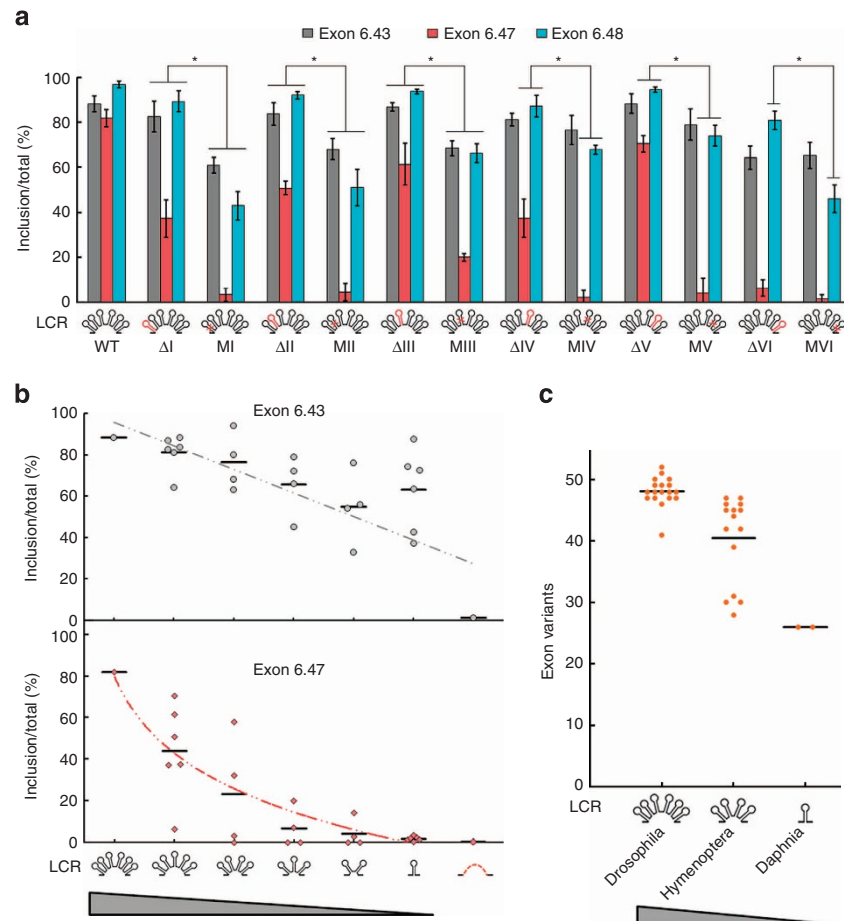 a
Exon 6.43 Exon 6.47 Exon 6.48
* * * * * *
Inclusion/total (%)
100
80
60
40
20
0
LCR
WT ΔI MI ΔII MII ΔIII MIII ΔIV MIV ΔV MV ΔVI MVI
b
Exon 6.43
Inclusion/total (%)
100
80
60
40
20
0
Exon 6.47
Inclusion/total (%)
100
80
60
40
20
0
LCR
c
Exon variants
50
40
30
20
10
0
LCR
Drosophila
Hymenoptera
Daphnia